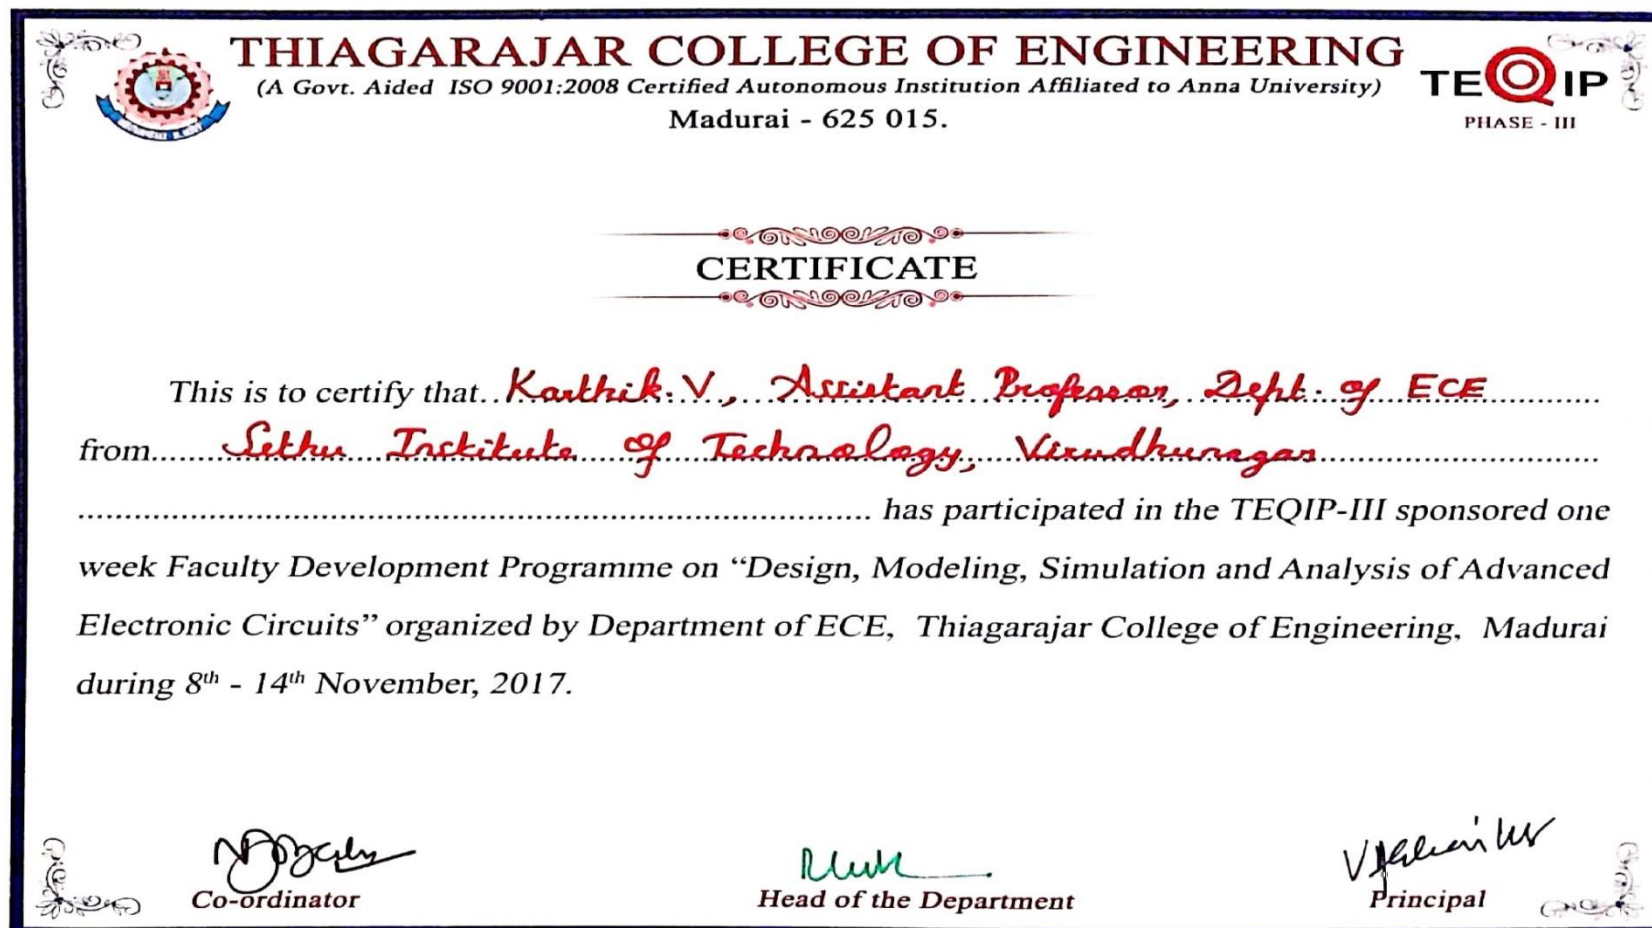 THIAGARAJAR COLLEGE OF ENGINEERING
(A Govt. Aided ISO 9001:2008 Certified Autonomous Institution Affiliated to Anna University)
Madurai - 625 015.
TEQIP
PHASE - III
CERTIFICATE
This is to certify that Karthik. V, Assistant Professor, Dept. of ECE
from Sethu Institute of Technology, Virudhunagar
has participated in the TEQIP-III sponsored one
week Faculty Development Programme on “Design, Modeling, Simulation and Analysis of Advanced
Electronic Circuits” organized by Department of ECE, Thiagarajar College of Engineering, Madurai
during 8th - 14th November, 2017.
Co-ordinator
Head of the Department
Principal